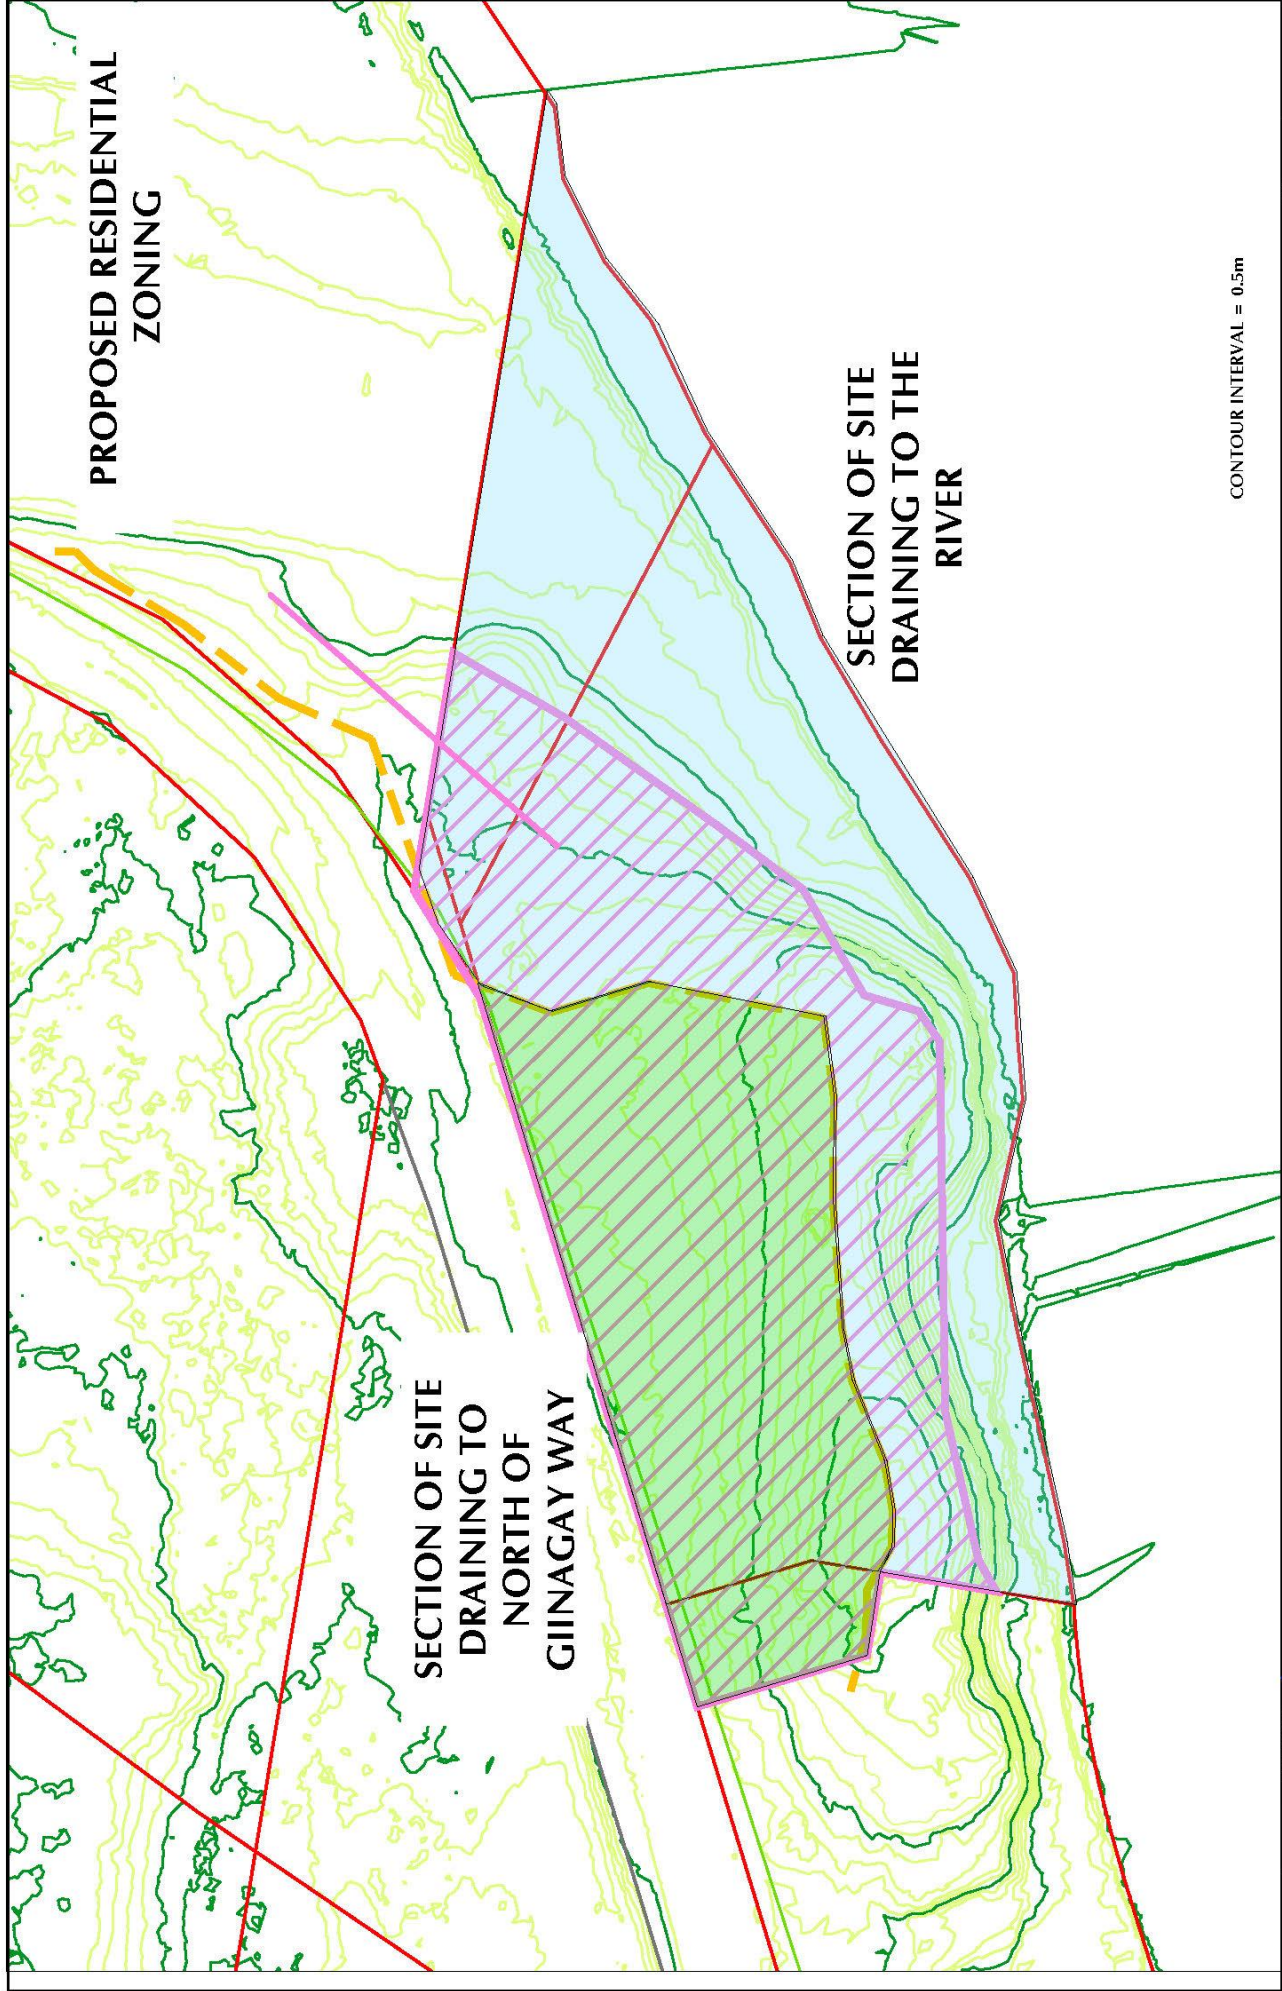 PROPOSED RESIDENTIAL
ZONING
SECTION OF SITE
DRAINING TO
NORTH OF
GIINAGAY WAY
SECTION OF SITE
DRAINING TO THE
RIVER
CONTOUR INTERVAL = 0.5m